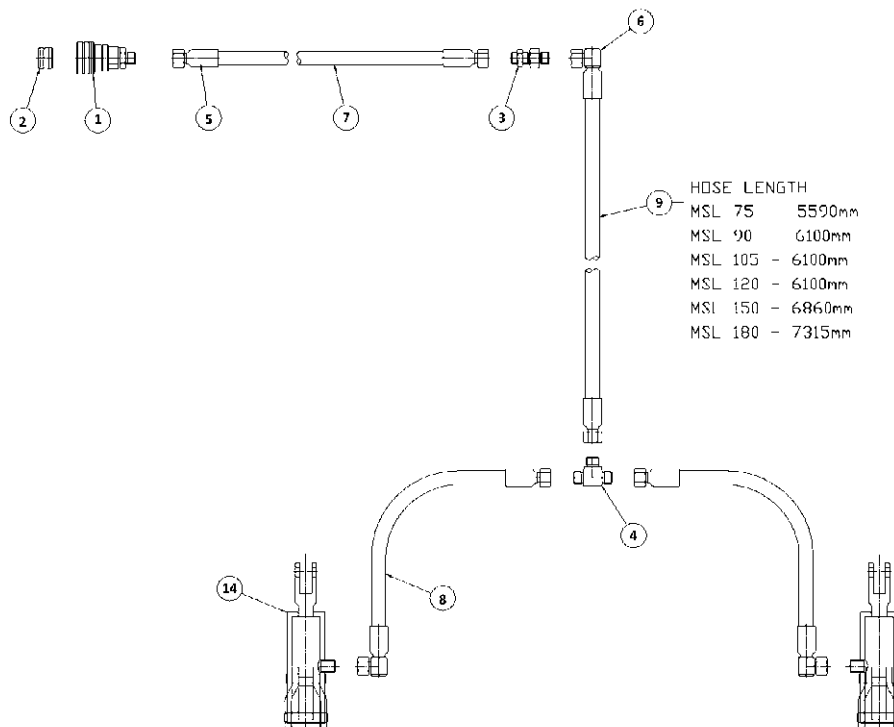 6
2
1
5
7
3
9
HOSE LENGTH
MSL 75 5590mm
MSL 90 6100mm
MSL 105 - 6100mm
MSL 120 - 6100mm
MSL 150 - 6860mm
MSL 180 - 7315mm
4
14
8